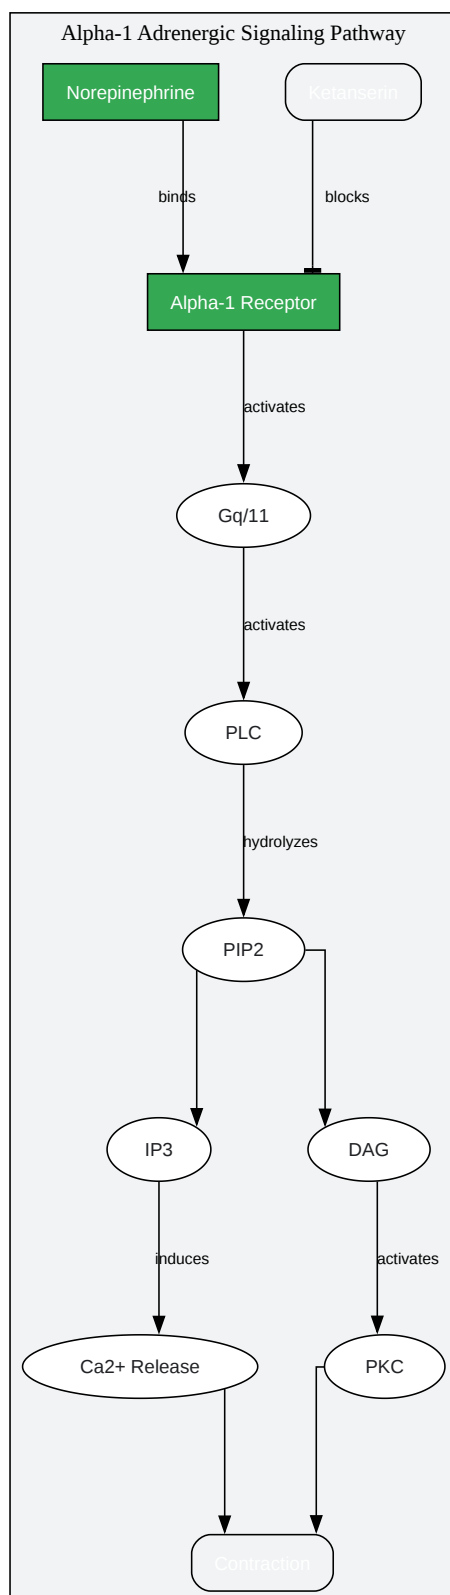 Alpha-1 Adrenergic Signaling Pathway
Norepinephrine
Ketanserin
binds
blocks
Alpha-1 Receptor
activates
Gq/11
activates
PLC
hydrolyzes
PIP2
IP3
DAG
induces
activates
Ca2+ Release
PKC
Contraction